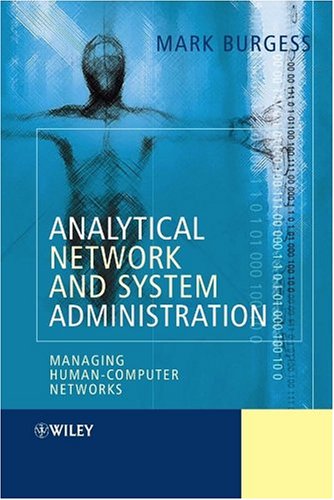 MARK BURGESS
ANALYTICAL
NETWORK
AND SYSTEM
ADMINISTRATION
MANAGING
HUMAN-COMPUTER
NETWORKS
WILEY